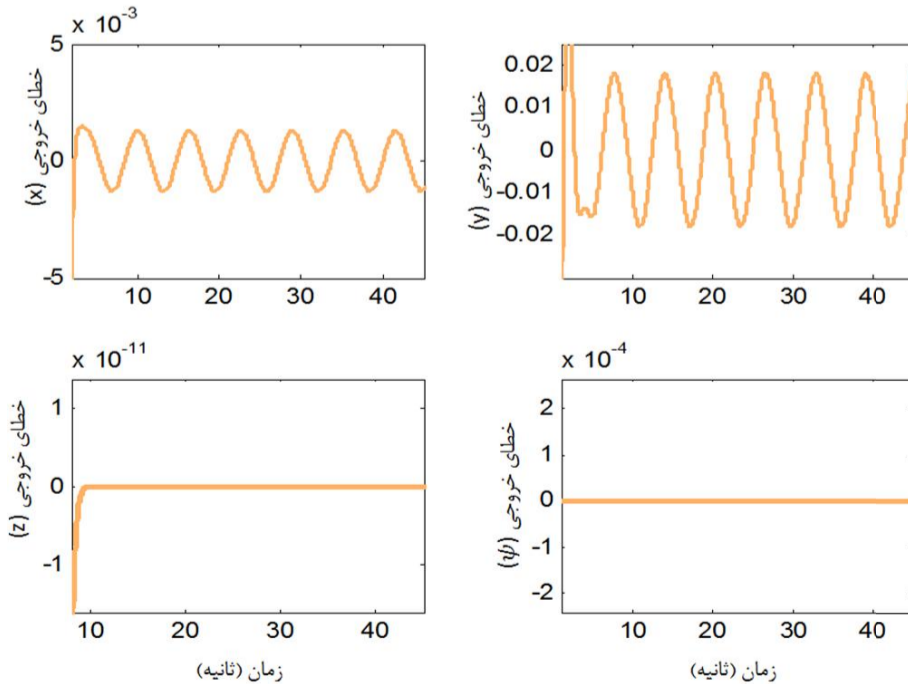 x 10⁻³
5
0
-5
10 20 30 40
خطای خروجی (x)
0.02
0.01
0
-0.01
-0.02
10 20 30 40
خطای خروجی (y)
x 10⁻¹¹
1
0
-1
10 20 30 40
خطای خروجی (z)
زمان (ثانیه)
x 10⁻⁴
2
1
0
-1
-2
10 20 30 40
خطای خروجی (ψ)
زمان (ثانیه)